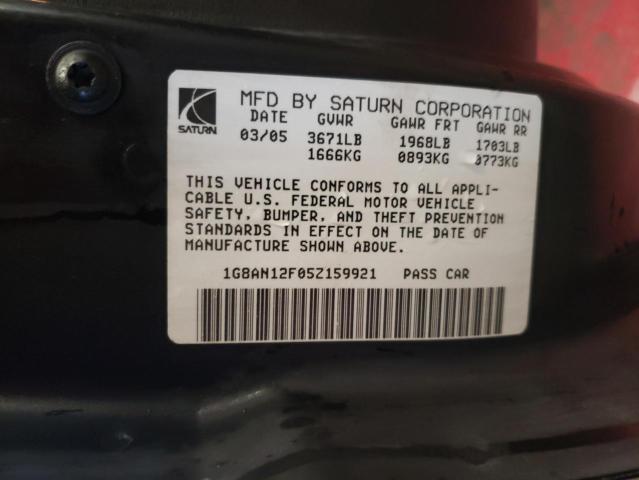 SATURN
MFD BY SATURN CORPORATION
DATE GVWR GAWR FRT GAWR RR
03/05 3671LB 1968LB 1703LB
1666KG 0893KG 0773KG
THIS VEHICLE CONFORMS TO ALL APPLI-
CABLE U.S. FEDERAL MOTOR VEHICLE
SAFETY, BUMPER, AND THEFT PREVENTION
STANDARDS IN EFFECT ON THE DATE OF
MANUFACTURE SHOWN ABOVE.
1G8AN12F05Z159921 PASS CAR